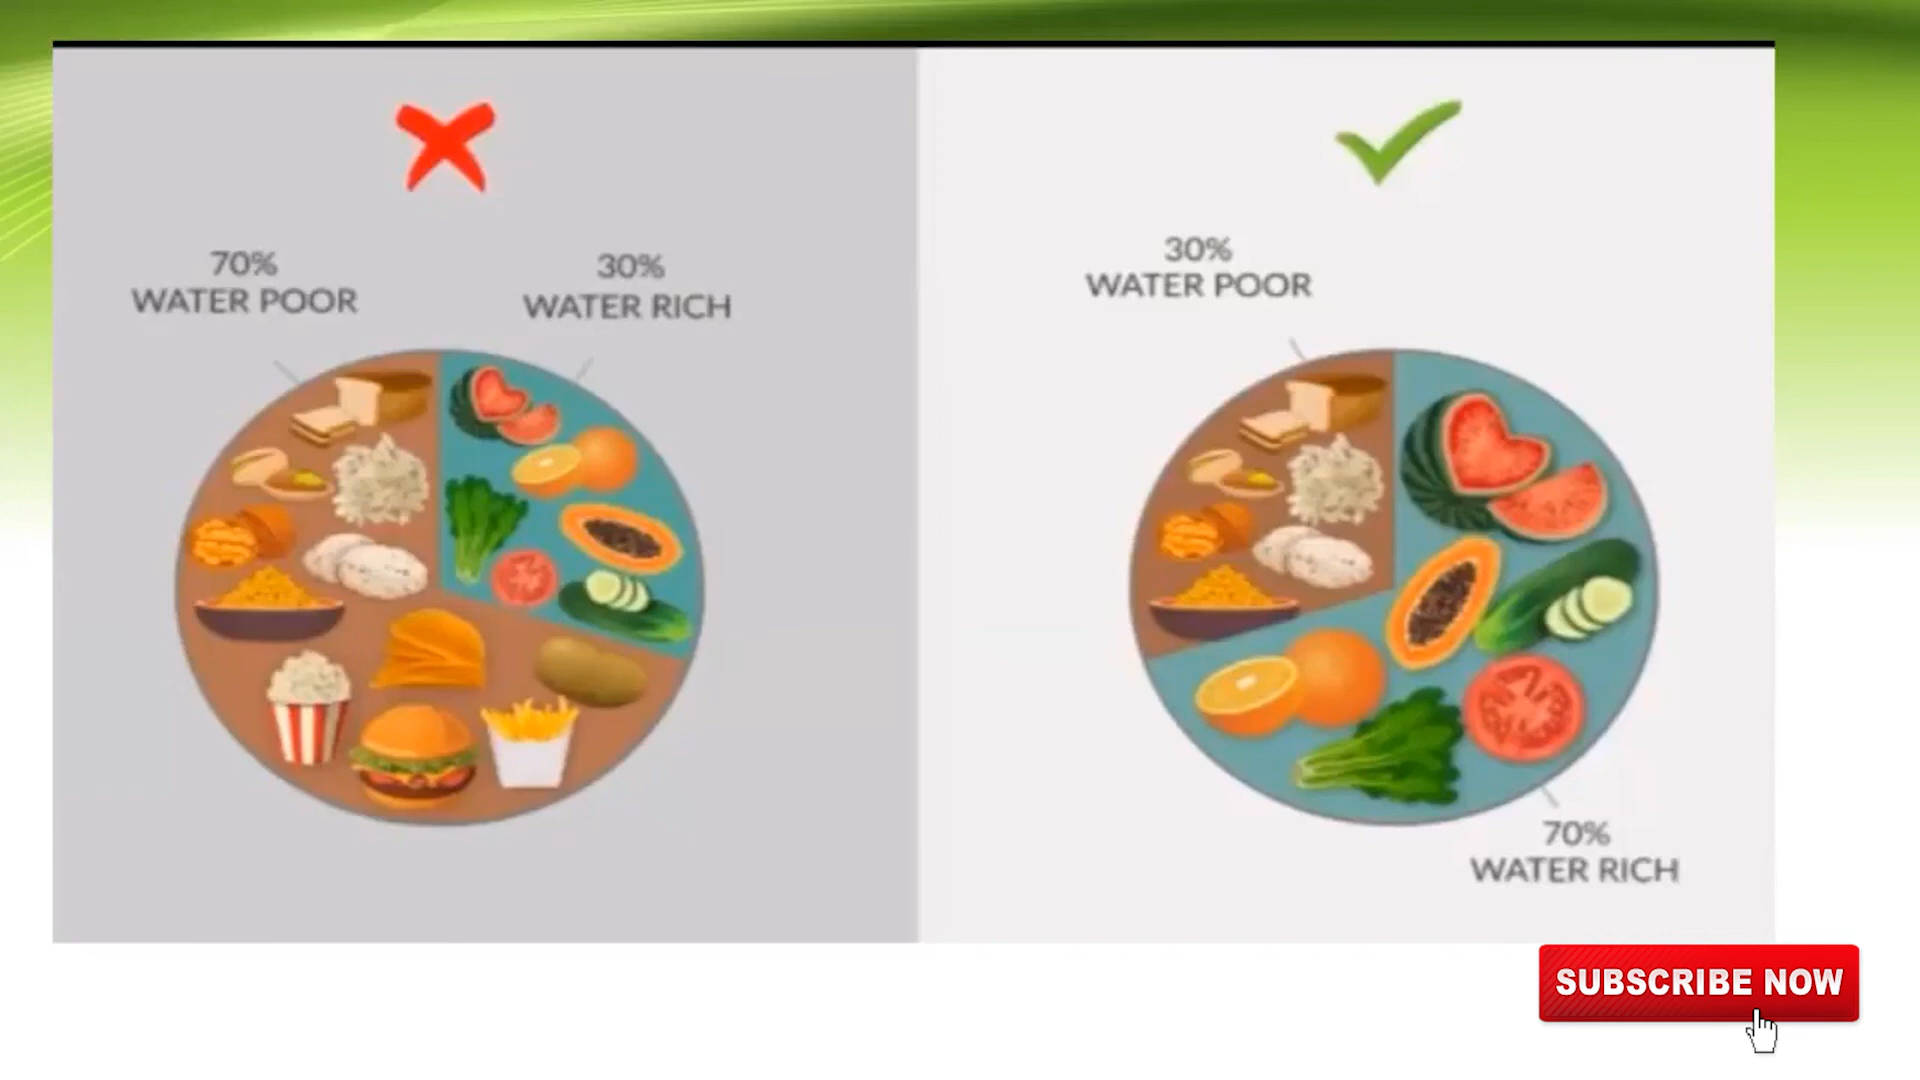 70%
WATER POOR
30%
WATER RICH
30%
WATER POOR
70%
WATER RICH
SUBSCRIBE NOW